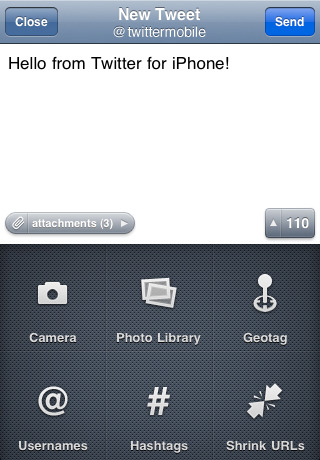 Close New Tweet Send
@twittermobile
Hello from Twitter for iPhone!
attachments (3) 110
Camera Photo Library Geotag
@ #
Usernames Hashtags Shrink URLs